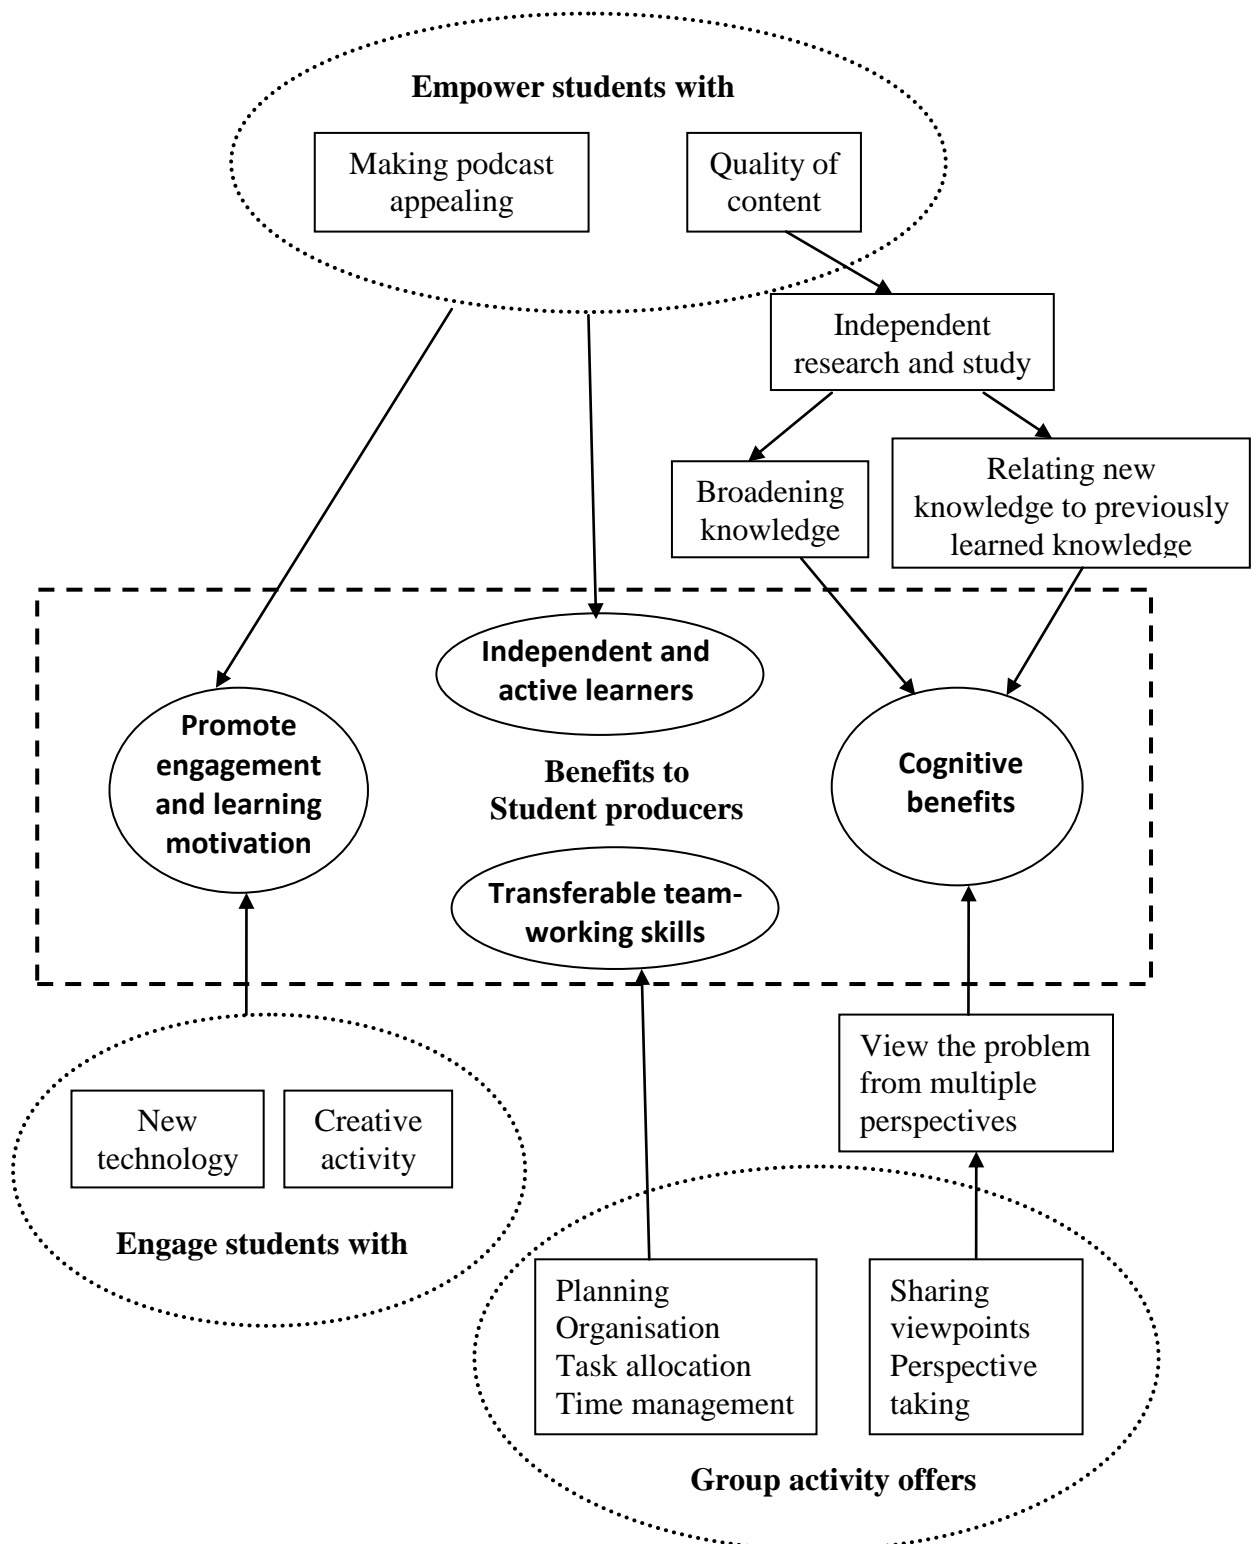 Empower students with
Making podcast
appealing
Quality of
content
Independent
research and study
Broadening
knowledge
Relating new
knowledge to previously
learned knowledge
Independent and
active learners
Promote
engagement
and learning
motivation
Benefits to
Student producers
Cognitive
benefits
Transferable team-
working skills
View the problem
from multiple
perspectives
New
technology
Creative
activity
Engage students with
Planning
Organisation
Task allocation
Time management
Sharing
viewpoints
Perspective
taking
Group activity offers